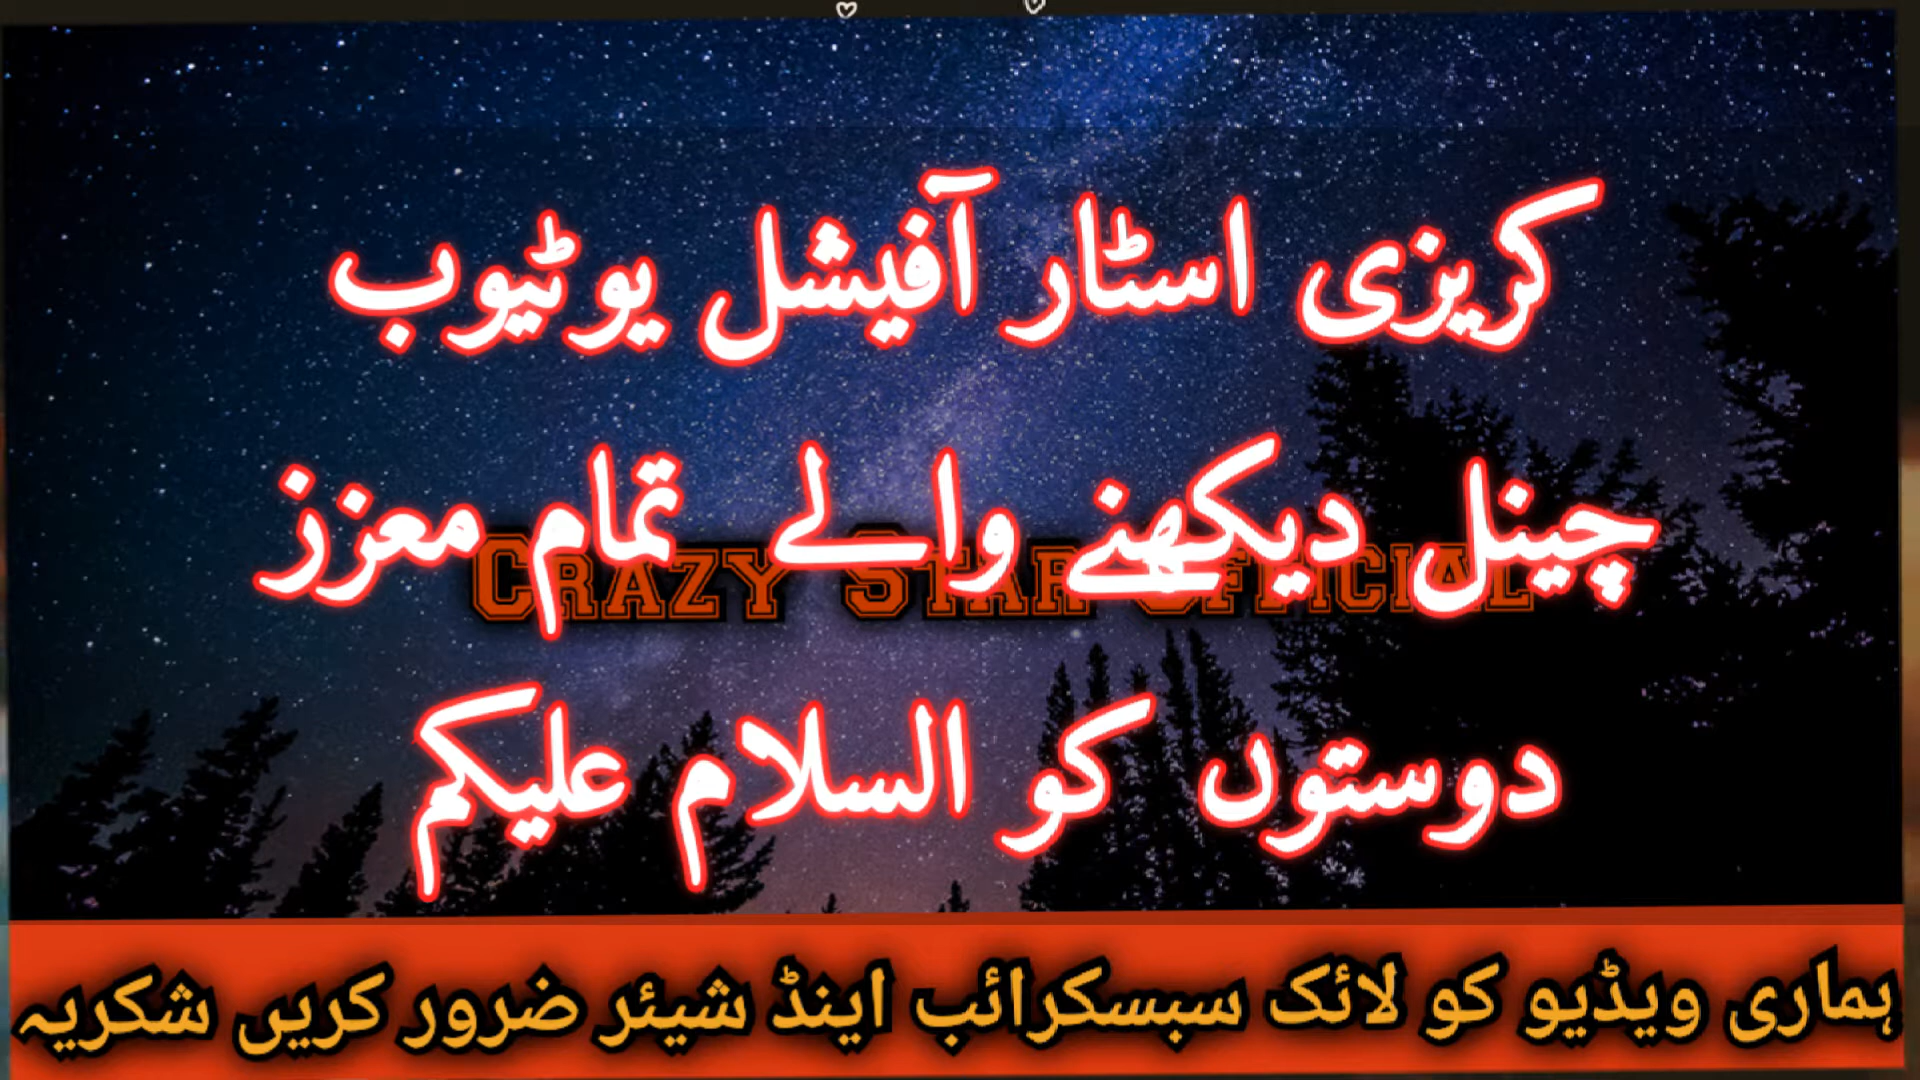 کریزی اسٹار آفیشل یوٹیوب
چینل دیکھنے والے تمام معزز
Crazy Star Official
دوستوں کو السلام علیکم
ہماری ویڈیو کو لائک سبسکرائب اینڈ شیئر ضرور کریں شکریہ